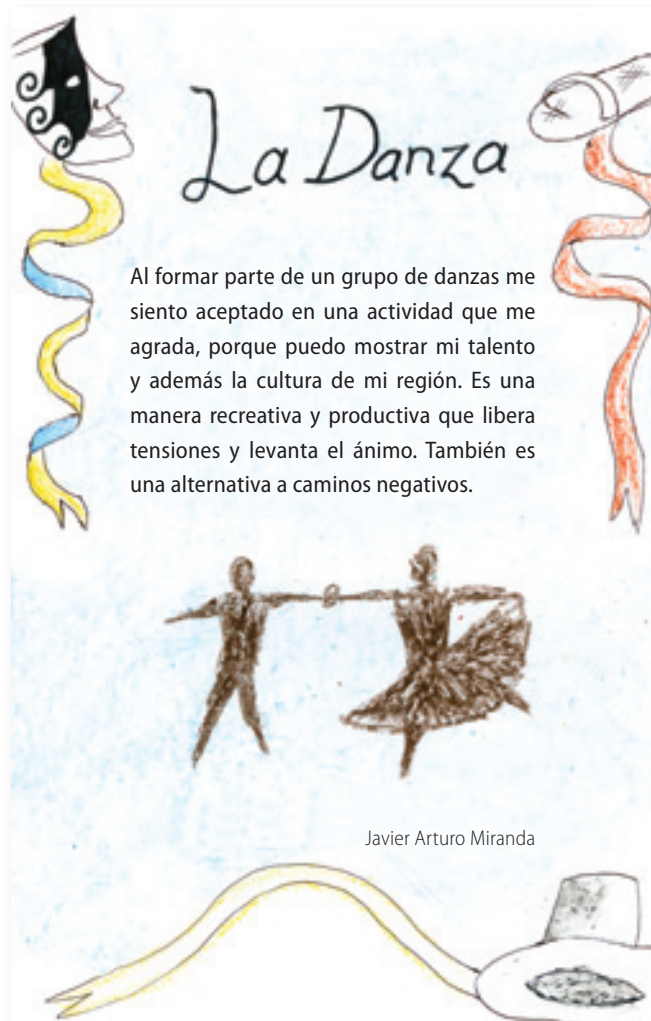 La Danza
Al formar parte de un grupo de danzas me
siento aceptado en una actividad que me
agrada, porque puedo mostrar mi talento
y además la cultura de mi región. Es una
manera recreativa y productiva que libera
tensiones y levanta el ánimo. También es
una alternativa a caminos negativos.
Javier Arturo Miranda